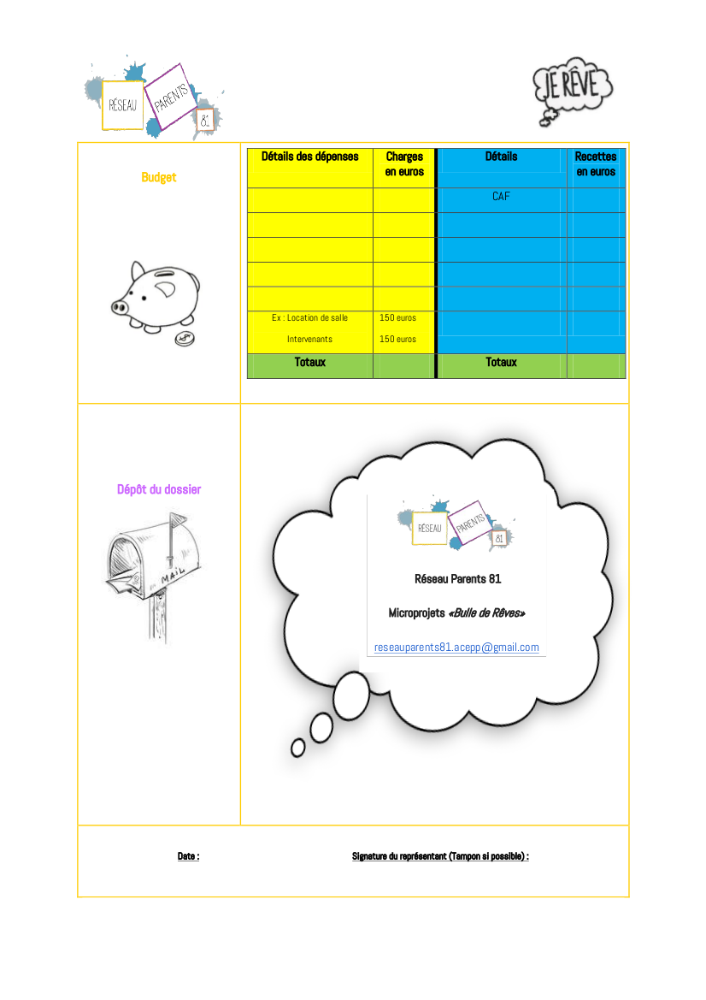 RÉSEAU
PARENTS
81
JE RÊVE
Budget
Détails des dépenses
Charges
en euros
Détails
Recettes
en euros
CAF
Ex : Location de salle
150 euros
Intervenants
150 euros
Totaux
Totaux
Dépôt du dossier
MAIL
RÉSEAU
PARENTS
81
Réseau Parents 81
Microprojets «Bulle de Rêves»
reseauparents81.acepp@gmail.com
Date :
Signature du représentant (Tampon si possible) :